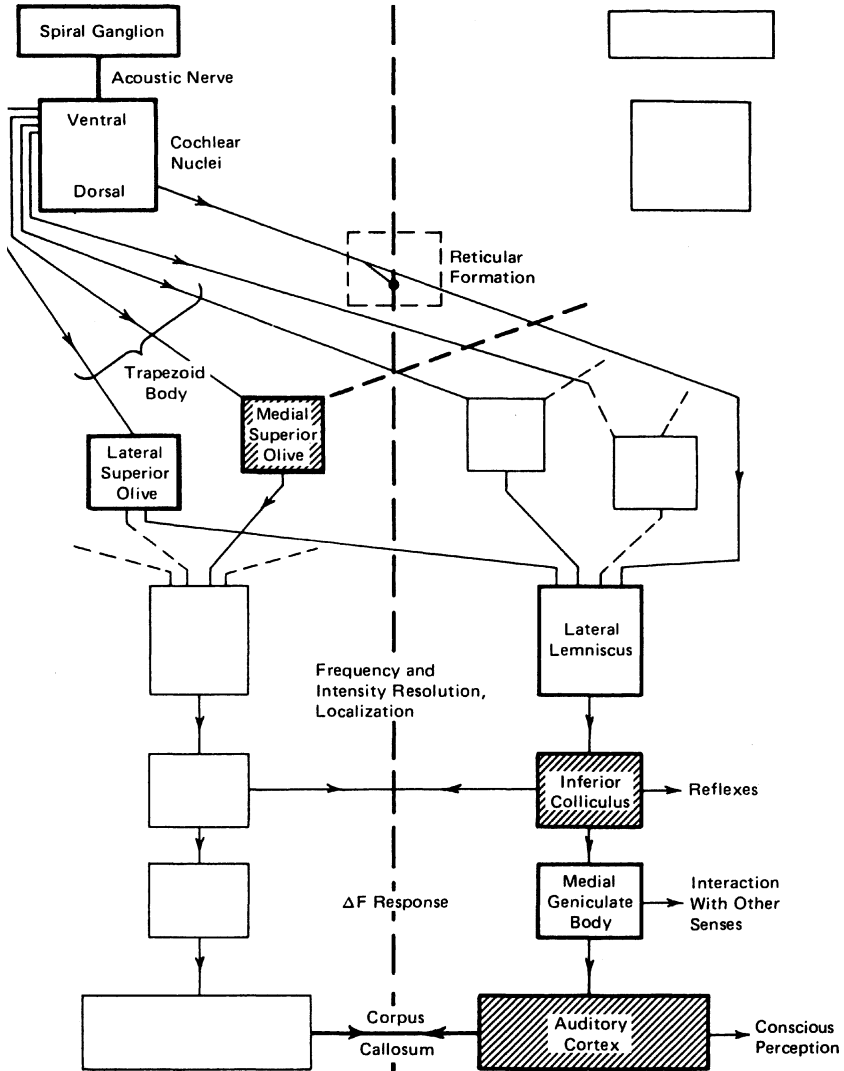 Spiral Ganglion
Acoustic Nerve
Ventral
Cochlear
Nuclei
Dorsal
Reticular
Formation
Trapezoid
Body
Medial
Superior
Olive
Lateral
Superior
Olive
Lateral
Lemniscus
Frequency and
Intensity Resolution,
Localization
Inferior
Colliculus
Reflexes
Medial
Geniculate
Body
Interaction
With Other
Senses
ΔF Response
Corpus
Callosum
Auditory
Cortex
Conscious
Perception